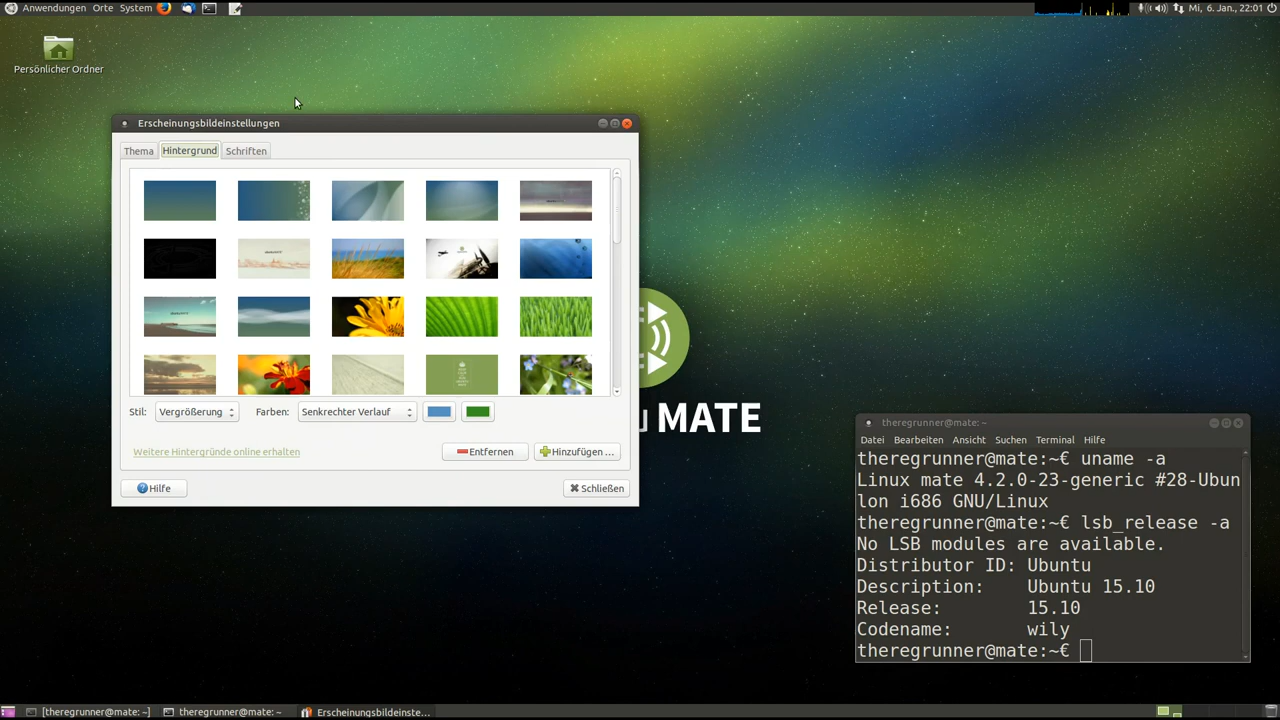 Anwendungen Orte System
Mi, 6. Jan., 22:01
Persönlicher Ordner
Erscheinungsbildeinstellungen
Thema Hintergrund Schriften
Stil: Vergrößerung Farben: Senkrechter Verlauf
Weitere Hintergründe online erhalten
Entfernen Hinzufügen ...
Hilfe Schließen
MATE
theregrunner@mate: ~
Datei Bearbeiten Ansicht Suchen Terminal Hilfe
theregrunner@mate:~€ uname -a
Linux mate 4.2.0-23-generic #28-Ubun
lon i686 GNU/Linux
theregrunner@mate:~€ lsb_release -a
No LSB modules are available.
Distributor ID: Ubuntu
Description: Ubuntu 15.10
Release: 15.10
Codename: wily
theregrunner@mate:~€
[theregrunner@mate: ~] theregrunner@mate: ~ Erscheinungsbildeinste...